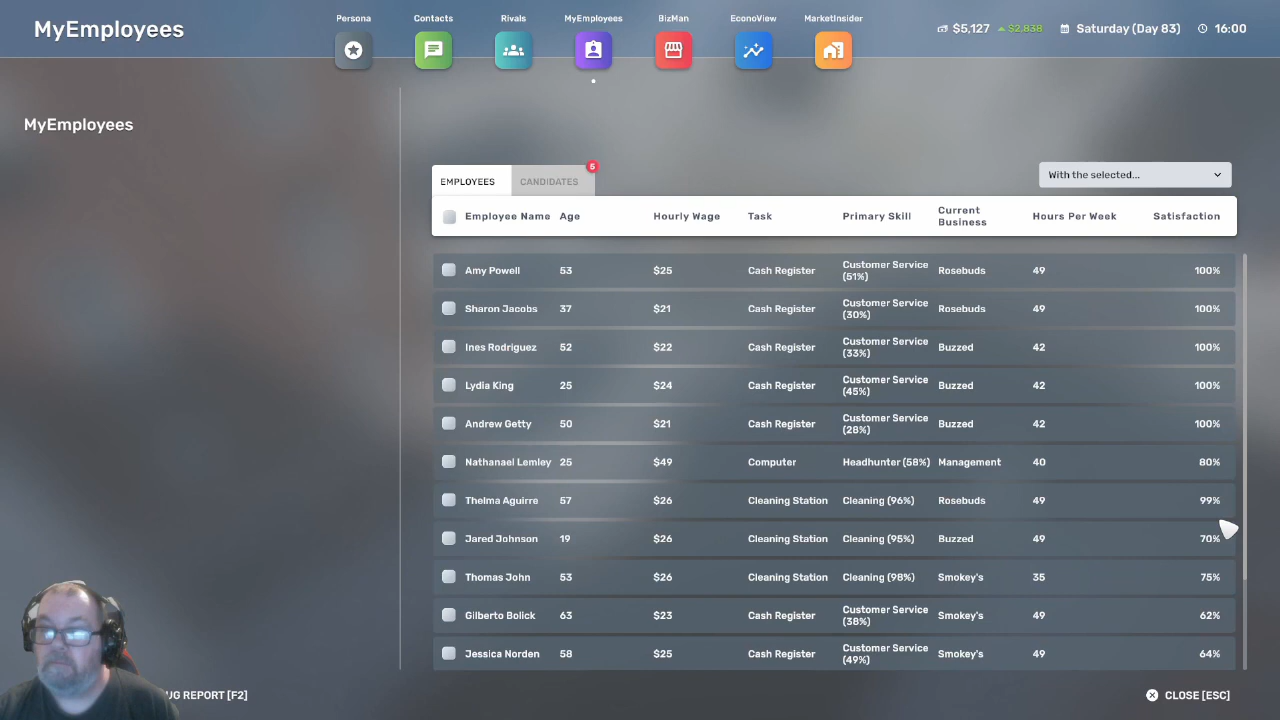 MyEmployees
Persona
Contacts
Rivals
MyEmployees
BizMan
EconoView
MarketInsider
$5,127 2,838
Saturday (Day 83)
16:00
MyEmployees
EMPLOYEES
CANDIDATES
5
With the selected...
Employee Name Age Hourly Wage Task Primary Skill Current Business Hours Per Week Satisfaction
Amy Powell 53 $25 Cash Register Customer Service (51%) Rosebuds 49 100%
Sharon Jacobs 37 $21 Cash Register Customer Service (30%) Rosebuds 49 100%
Ines Rodriguez 52 $22 Cash Register Customer Service (33%) Buzzed 42 100%
Lydia King 25 $24 Cash Register Customer Service (45%) Buzzed 42 100%
Andrew Getty 50 $21 Cash Register Customer Service (28%) Buzzed 42 100%
Nathanael Lemley 25 $49 Computer Headhunter (58%) Management 40 80%
Thelma Aguirre 57 $26 Cleaning Station Cleaning (96%) Rosebuds 49 99%
Jared Johnson 19 $26 Cleaning Station Cleaning (95%) Buzzed 49 70%
Thomas John 53 $26 Cleaning Station Cleaning (98%) Smokey's 35 75%
Gilberto Bolick 63 $23 Cash Register Customer Service (38%) Smokey's 49 62%
Jessica Norden 58 $25 Cash Register Customer Service (49%) Smokey's 49 64%
UG REPORT [F2]
CLOSE [ESC]